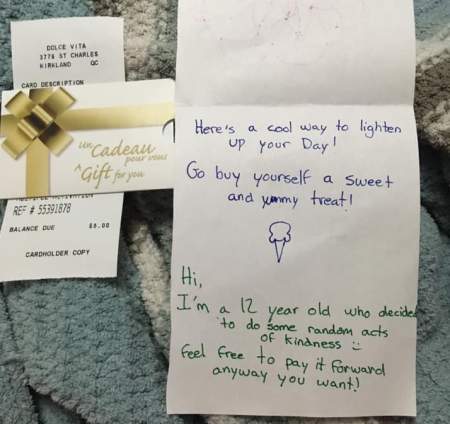 DOLCE VITA
3778 ST CHARLES
KIRKLAND QC
CARD DESCRIPTION
un
Cadeau
pour vous
A
Gift for you
REF # 55391878
BALANCE DUE $0.00
CARDHOLDER COPY
Here's a cool way to lighten
up your Day!
Go buy yourself a sweet
and yummy treat!
Hi,
I'm a 12 year old who decided
to do some random acts
of kindness :)
Feel free to pay it forward
anyway you want!